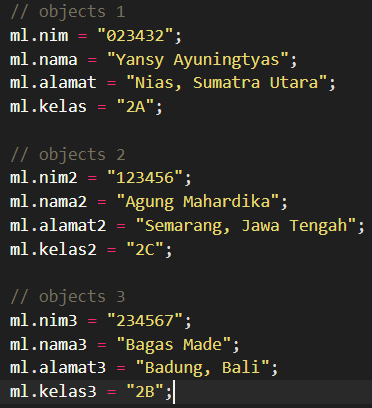 // objects 1
ml.nim = "023432";
ml.nama = "Yansy Ayuningtyas";
ml.alamat = "Nias, Sumatra Utara";
ml.kelas = "2A";
// objects 2
ml.nim2 = "123456";
ml.nama2 = "Agung Mahardika";
ml.alamat2 = "Semarang, Jawa Tengah";
ml.kelas2 = "2C";
// objects 3
ml.nim3 = "234567";
ml.nama3 = "Bagas Made";
ml.alamat3 = "Badung, Bali";
ml.kelas3 = "2B";